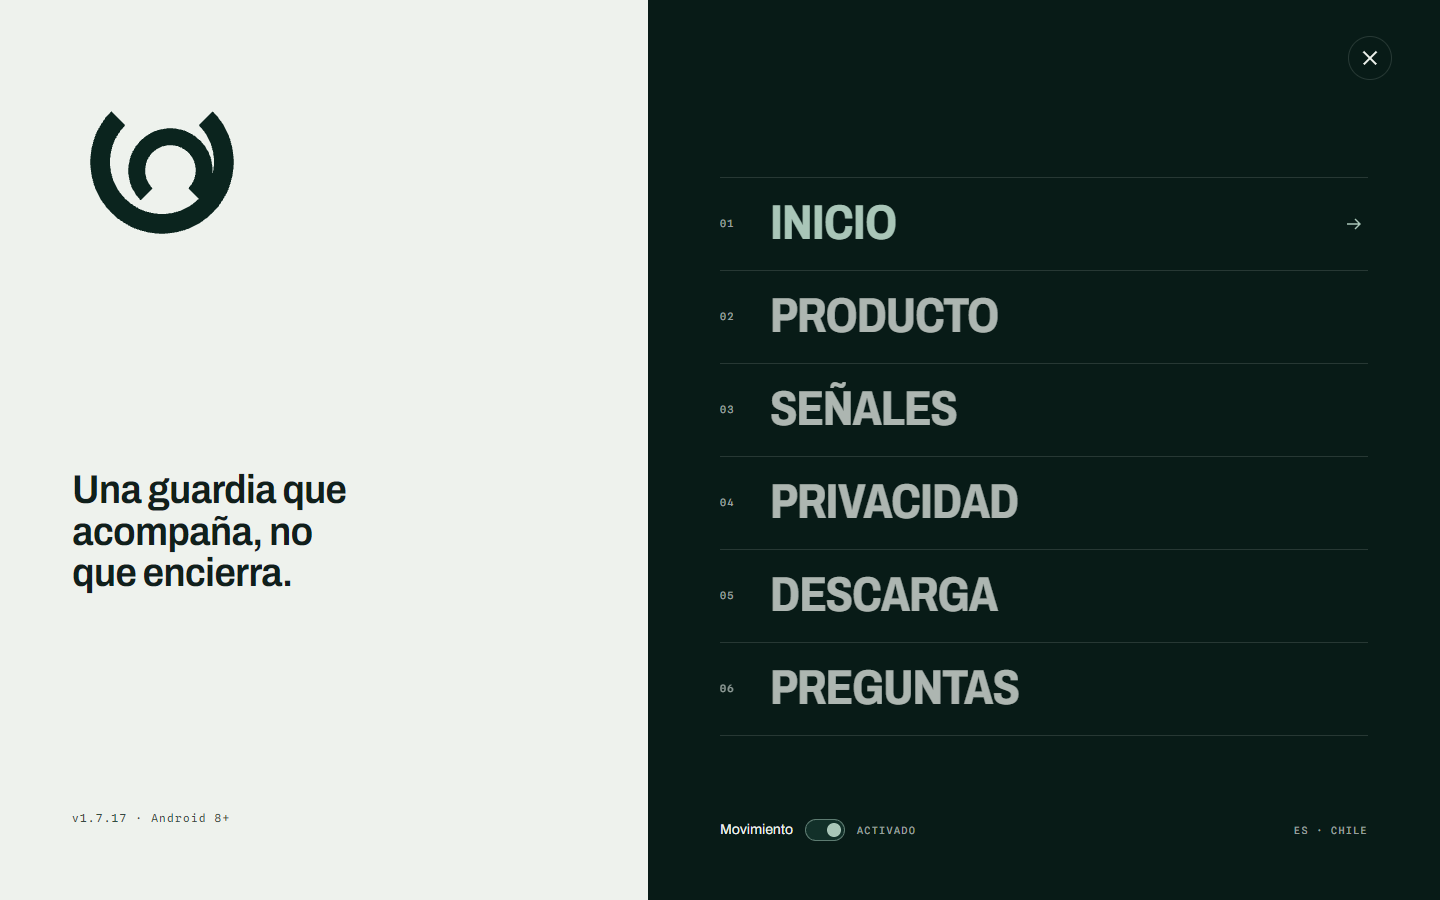 Una guardia que
acompaña, no
que encierra.
v1.7.17 · Android 8+
01 INICIO →
02 PRODUCTO
03 SEÑALES
04 PRIVACIDAD
05 DESCARGA
06 PREGUNTAS
Movimiento ACTIVADO
ES · CHILE